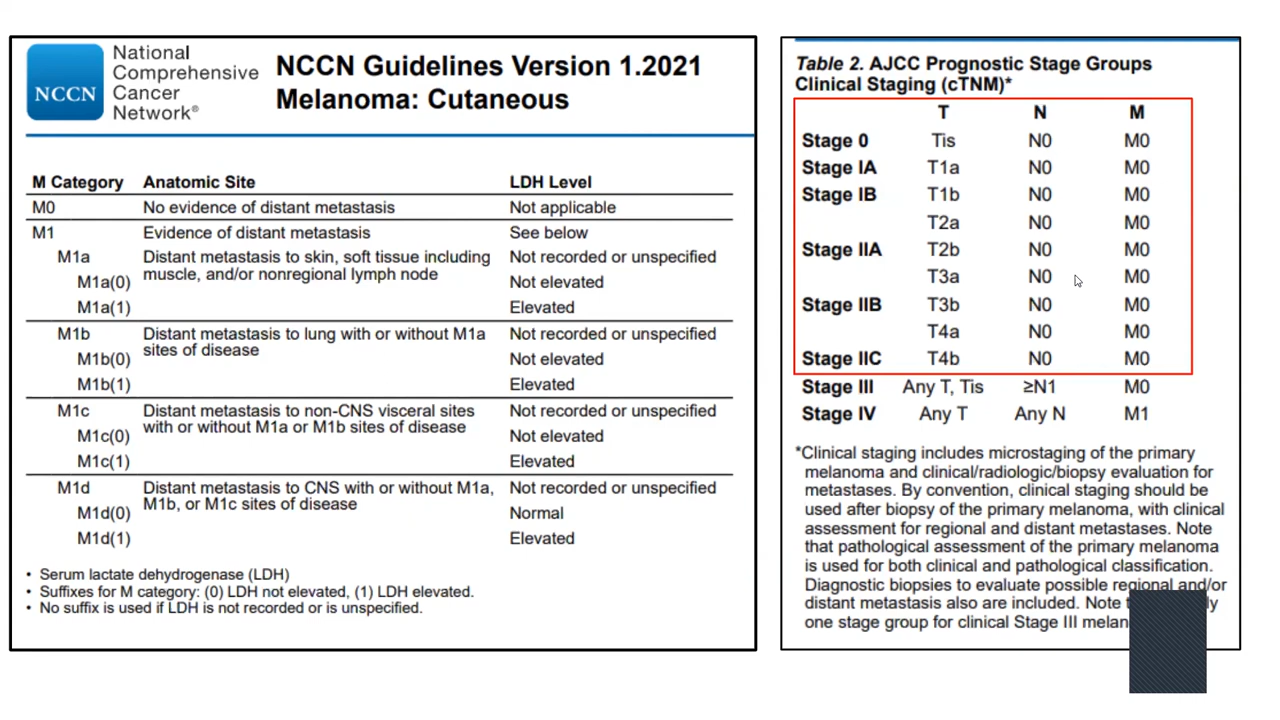 National
Comprehensive
Cancer
Network®
NCCN
NCCN Guidelines Version 1.2021
Melanoma: Cutaneous
M Category Anatomic Site LDH Level
M0 No evidence of distant metastasis Not applicable
M1 Evidence of distant metastasis See below
M1a Distant metastasis to skin, soft tissue including Not recorded or unspecified
muscle, and/or nonregional lymph node
M1a(0) Not elevated
M1a(1) Elevated
M1b Distant metastasis to lung with or without M1a Not recorded or unspecified
sites of disease
M1b(0) Not elevated
M1b(1) Elevated
M1c Distant metastasis to non-CNS visceral sites Not recorded or unspecified
with or without M1a or M1b sites of disease
M1c(0) Not elevated
M1c(1) Elevated
M1d Distant metastasis to CNS with or without M1a, Not recorded or unspecified
M1b, or M1c sites of disease
M1d(0) Normal
M1d(1) Elevated
• Serum lactate dehydrogenase (LDH)
• Suffixes for M category: (0) LDH not elevated, (1) LDH elevated.
• No suffix is used if LDH is not recorded or is unspecified.
Table 2. AJCC Prognostic Stage Groups
Clinical Staging (cTNM)*
T N M
Stage 0 Tis N0 M0
Stage IA T1a N0 M0
Stage IB T1b N0 M0
T2a N0 M0
Stage IIA T2b N0 M0
T3a N0 M0
Stage IIB T3b N0 M0
T4a N0 M0
Stage IIC T4b N0 M0
Stage III Any T, Tis ≥N1 M0
Stage IV Any T Any N M1
*Clinical staging includes microstaging of the primary
melanoma and clinical/radiologic/biopsy evaluation for
metastases. By convention, clinical staging should be
used after biopsy of the primary melanoma, with clinical
assessment for regional and distant metastases. Note
that pathological assessment of the primary melanoma
is used for both clinical and pathological classification.
Diagnostic biopsies to evaluate possible regional and/or
distant metastasis also are included. Note
one stage group for clinical Stage III